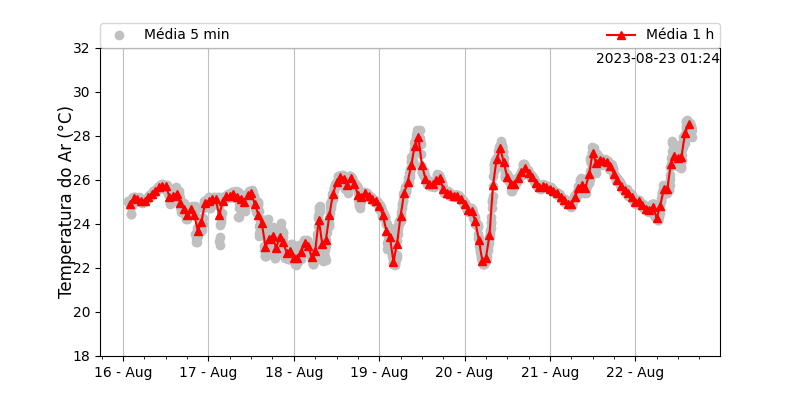 Média 5 min
Média 1 h
2023-08-23 01:24
Temperatura do Ar (°C)
32
30
28
26
24
22
20
18
16 - Aug
17 - Aug
18 - Aug
19 - Aug
20 - Aug
21 - Aug
22 - Aug